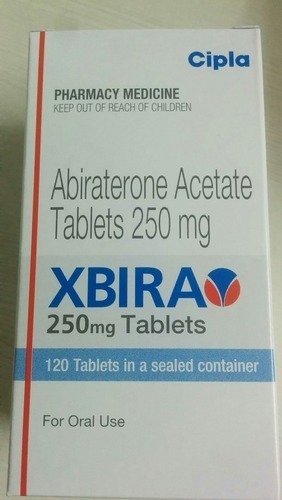 Cipla
PHARMACY MEDICINE
KEEP OUT OF REACH OF CHILDREN
Abiraterone Acetate
Tablets 250 mg
XBIRA
250mg Tablets
120 Tablets in a sealed container
For Oral Use